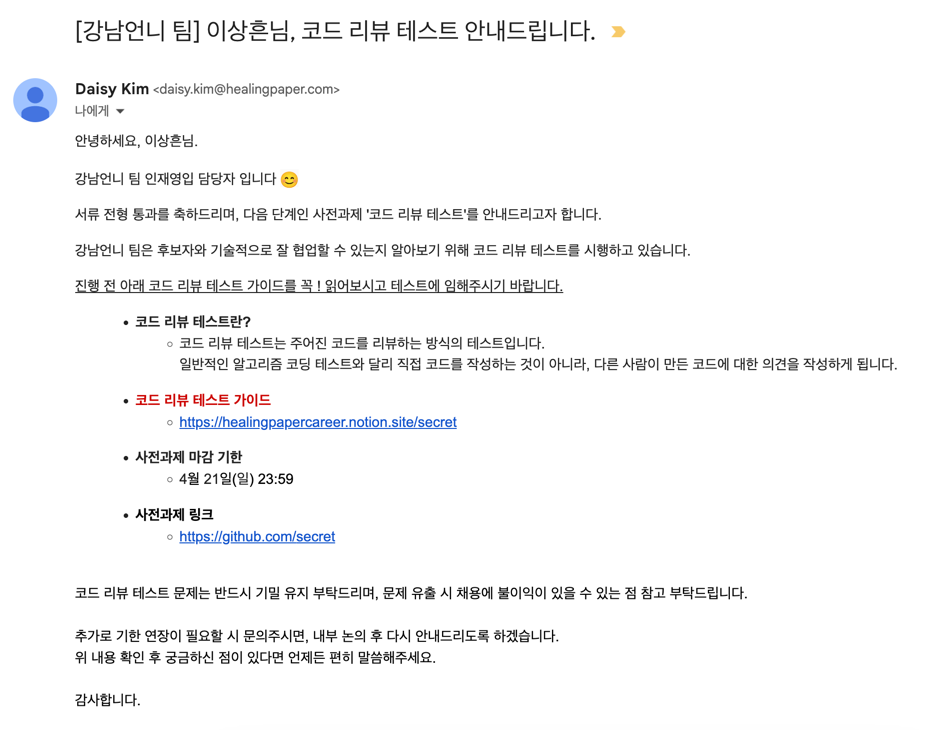 [강남언니 팀] 이상흔님, 코드 리뷰 테스트 안내드립니다.
Daisy Kim <daisy.kim@healingpaper.com>
나에게
안녕하세요, 이상흔님.
강남언니 팀 인재영입 담당자 입니다 😊
서류 전형 통과를 축하드리며, 다음 단계인 사전과제 '코드 리뷰 테스트'를 안내드리고자 합니다.
강남언니 팀은 후보자와 기술적으로 잘 협업할 수 있는지 알아보기 위해 코드 리뷰 테스트를 시행하고 있습니다.
진행 전 아래 코드 리뷰 테스트 가이드를 꼭 ! 읽어보시고 테스트에 임해주시기 바랍니다.
• 코드 리뷰 테스트란?
○ 코드 리뷰 테스트는 주어진 코드를 리뷰하는 방식의 테스트입니다.
일반적인 알고리즘 코딩 테스트와 달리 직접 코드를 작성하는 것이 아니라, 다른 사람이 만든 코드에 대한 의견을 작성하게 됩니다.
• 코드 리뷰 테스트 가이드
○ https://healingpapercareer.notion.site/secret
• 사전과제 마감 기한
○ 4월 21일(일) 23:59
• 사전과제 링크
○ https://github.com/secret
코드 리뷰 테스트 문제는 반드시 기밀 유지 부탁드리며, 문제 유출 시 채용에 불이익이 있을 수 있는 점 참고 부탁드립니다.
추가로 기한 연장이 필요할 시 문의주시면, 내부 논의 후 다시 안내드리도록 하겠습니다.
위 내용 확인 후 궁금하신 점이 있다면 언제든 편히 말씀해주세요.
감사합니다.